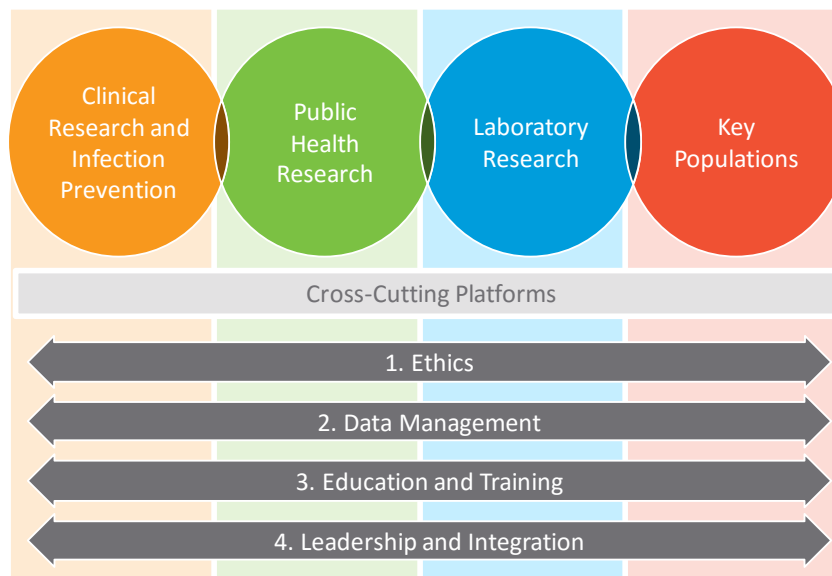 Clinical
Research and
Infection
Prevention
Public
Health
Research
Laboratory
Research
Key
Populations
Cross-Cutting Platforms
1. Ethics
2. Data Management
3. Education and Training
4. Leadership and Integration